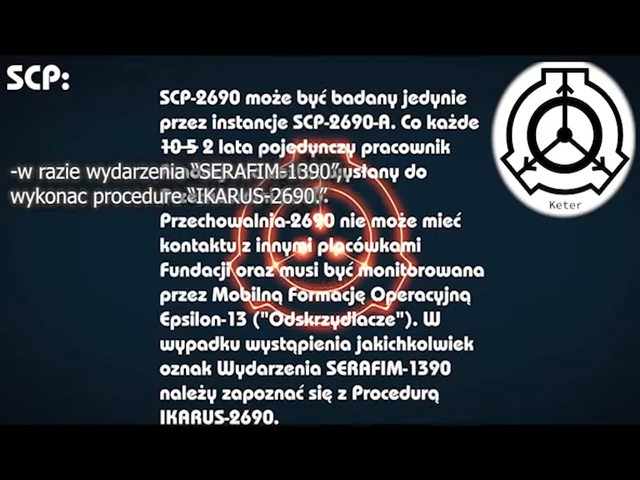 SCP:
SCP-2690 może być badany jedynie
przez instancje SCP-2690-A. Co każde
10 5 2 lata pojedynczy pracownik
wysłany do
-w razie wydarzenia "SERAFIM-1390",
wykonac procedure "IKARUS-2690."
Przechowalnia-2690 nie może mieć
kontaktu z innymi placówkami
Fundacji oraz musi być monitorowana
przez Mobilną Formację Operacyjną
Epsilon-13 ("Odskrzydlacze"). W
wypadku wystąpienia jakichkolwiek
oznak Wydarzenia SERAFIM-1390
należy zapoznać się z Procedurą
IKARUS-2690.
Keter